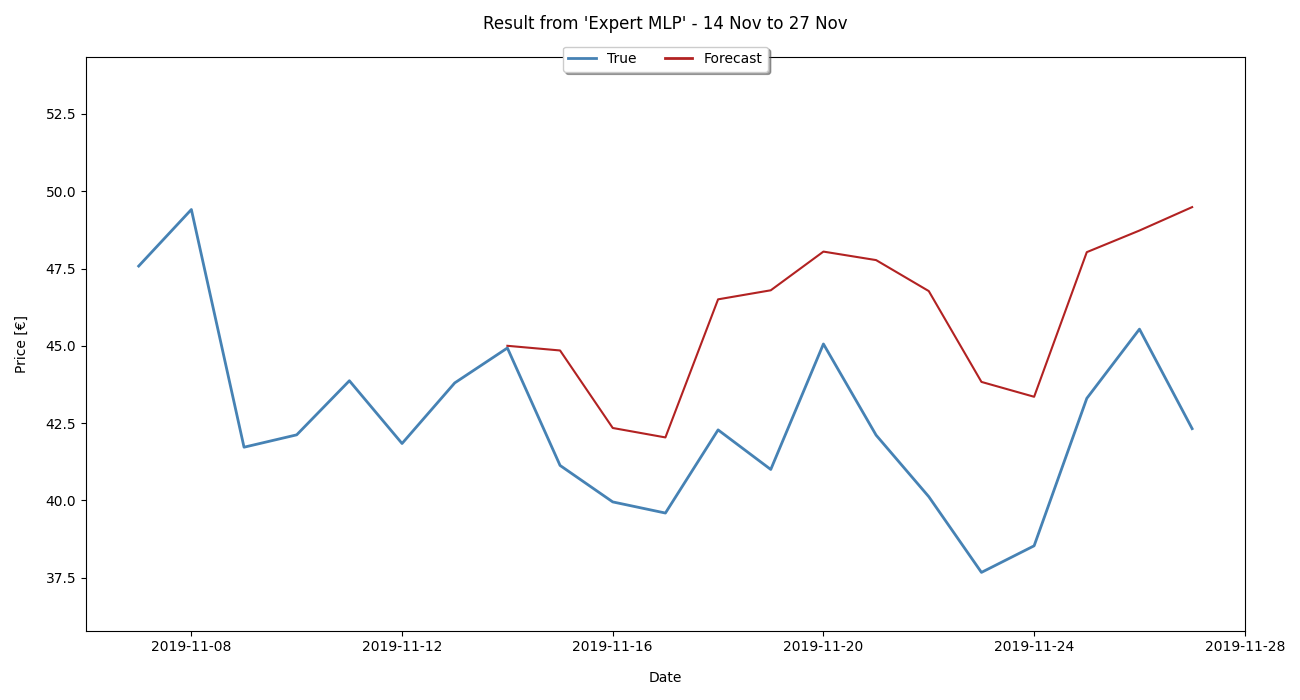 Result from 'Expert MLP' - 14 Nov to 27 Nov
True Forecast
52.5
50.0
47.5
45.0
42.5
40.0
37.5
Price [€]
2019-11-08 2019-11-12 2019-11-16 2019-11-20 2019-11-24 2019-11-28
Date